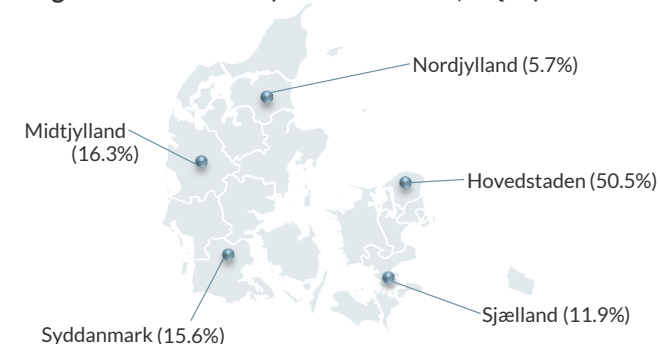 Nordjylland (5.7%)
Midtjylland
(16.3%)
Hovedstaden (50.5%)
Sjælland (11.9%)
Syddanmark (15.6%)